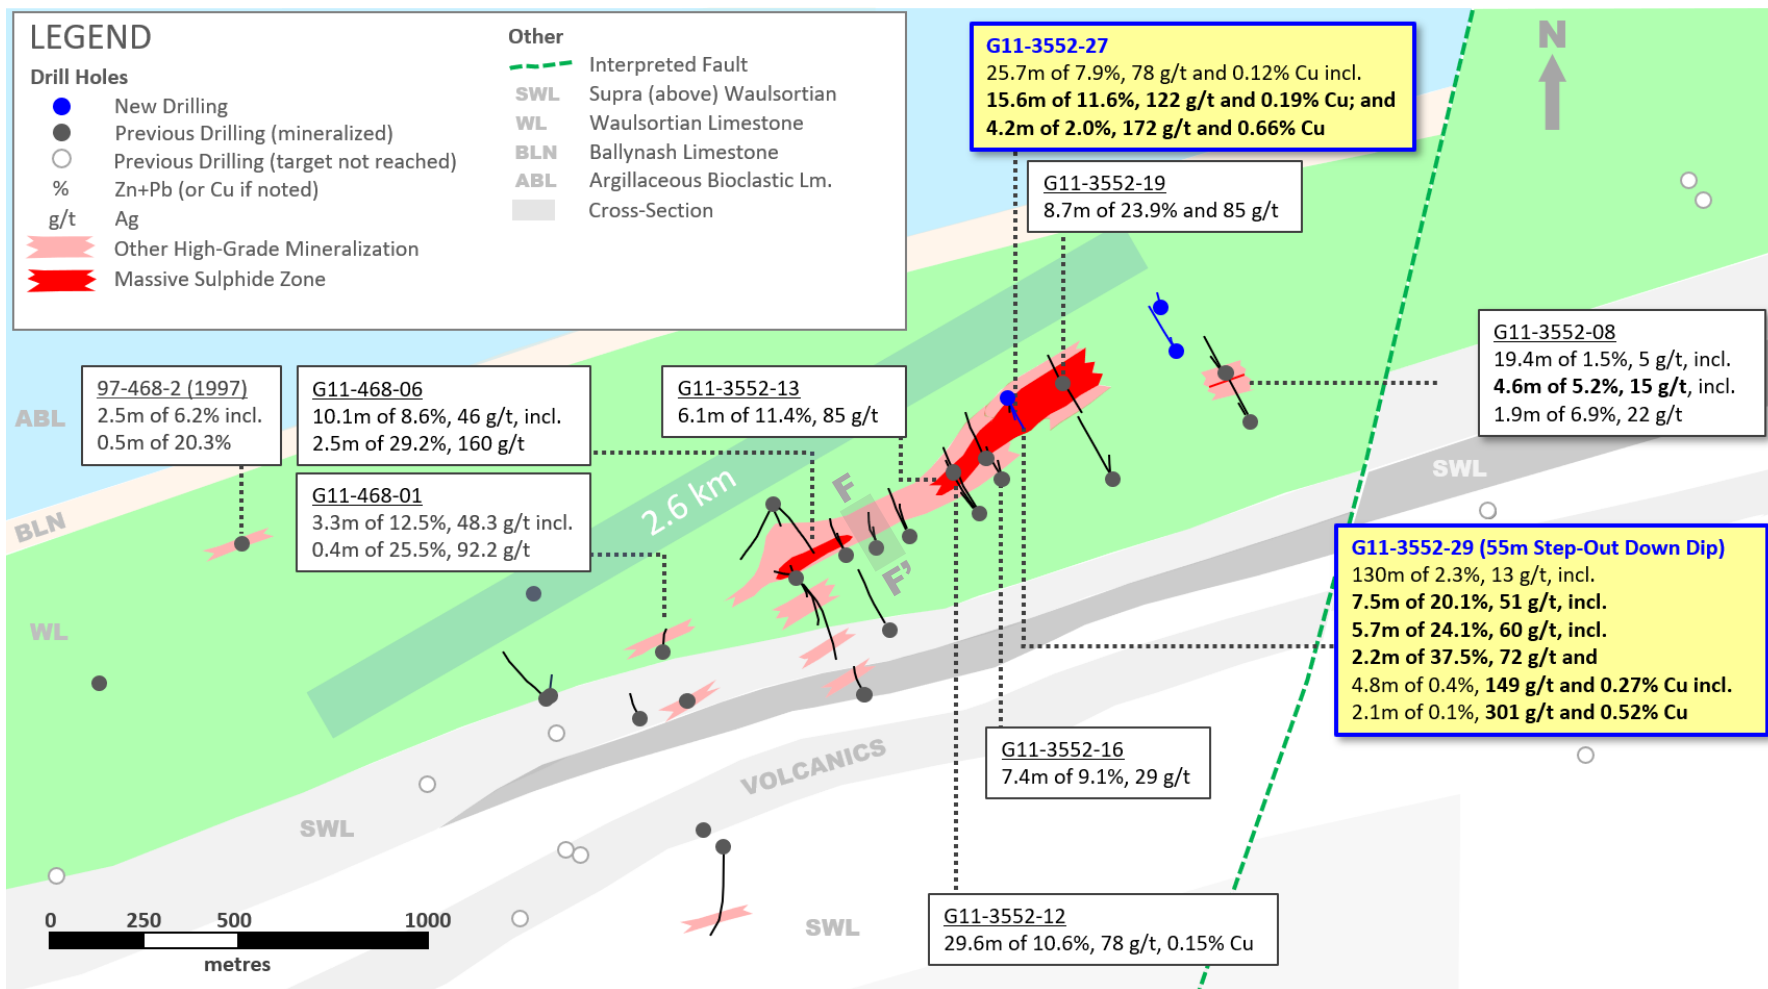 LEGEND
Drill Holes
New Drilling
Previous Drilling (mineralized)
Previous Drilling (target not reached)
% Zn+Pb (or Cu if noted)
g/t Ag
Other High-Grade Mineralization
Massive Sulphide Zone
Other
Interpreted Fault
SWL Supra (above) Waulsortian
WL Waulsortian Limestone
BLN Ballynash Limestone
ABL Argillaceous Bioclastic Lm.
Cross-Section
G11-3552-27
25.7m of 7.9%, 78 g/t and 0.12% Cu incl.
15.6m of 11.6%, 122 g/t and 0.19% Cu; and
4.2m of 2.0%, 172 g/t and 0.66% Cu
N
G11-3552-19
8.7m of 23.9% and 85 g/t
G11-3552-08
19.4m of 1.5%, 5 g/t, incl.
4.6m of 5.2%, 15 g/t, incl.
1.9m of 6.9%, 22 g/t
97-468-2 (1997)
2.5m of 6.2% incl.
0.5m of 20.3%
G11-468-06
10.1m of 8.6%, 46 g/t, incl.
2.5m of 29.2%, 160 g/t
G11-3552-13
6.1m of 11.4%, 85 g/t
G11-468-01
3.3m of 12.5%, 48.3 g/t incl.
0.4m of 25.5%, 92.2 g/t
ABL
BLN
WL
2.6 km
F
F'
SWL
G11-3552-29 (55m Step-Out Down Dip)
130m of 2.3%, 13 g/t, incl.
7.5m of 20.1%, 51 g/t, incl.
5.7m of 24.1%, 60 g/t, incl.
2.2m of 37.5%, 72 g/t and
4.8m of 0.4%, 149 g/t and 0.27% Cu incl.
2.1m of 0.1%, 301 g/t and 0.52% Cu
G11-3552-16
7.4m of 9.1%, 29 g/t
VOLCANICS
SWL
SWL
G11-3552-12
29.6m of 10.6%, 78 g/t, 0.15% Cu
0 250 500 1000
metres